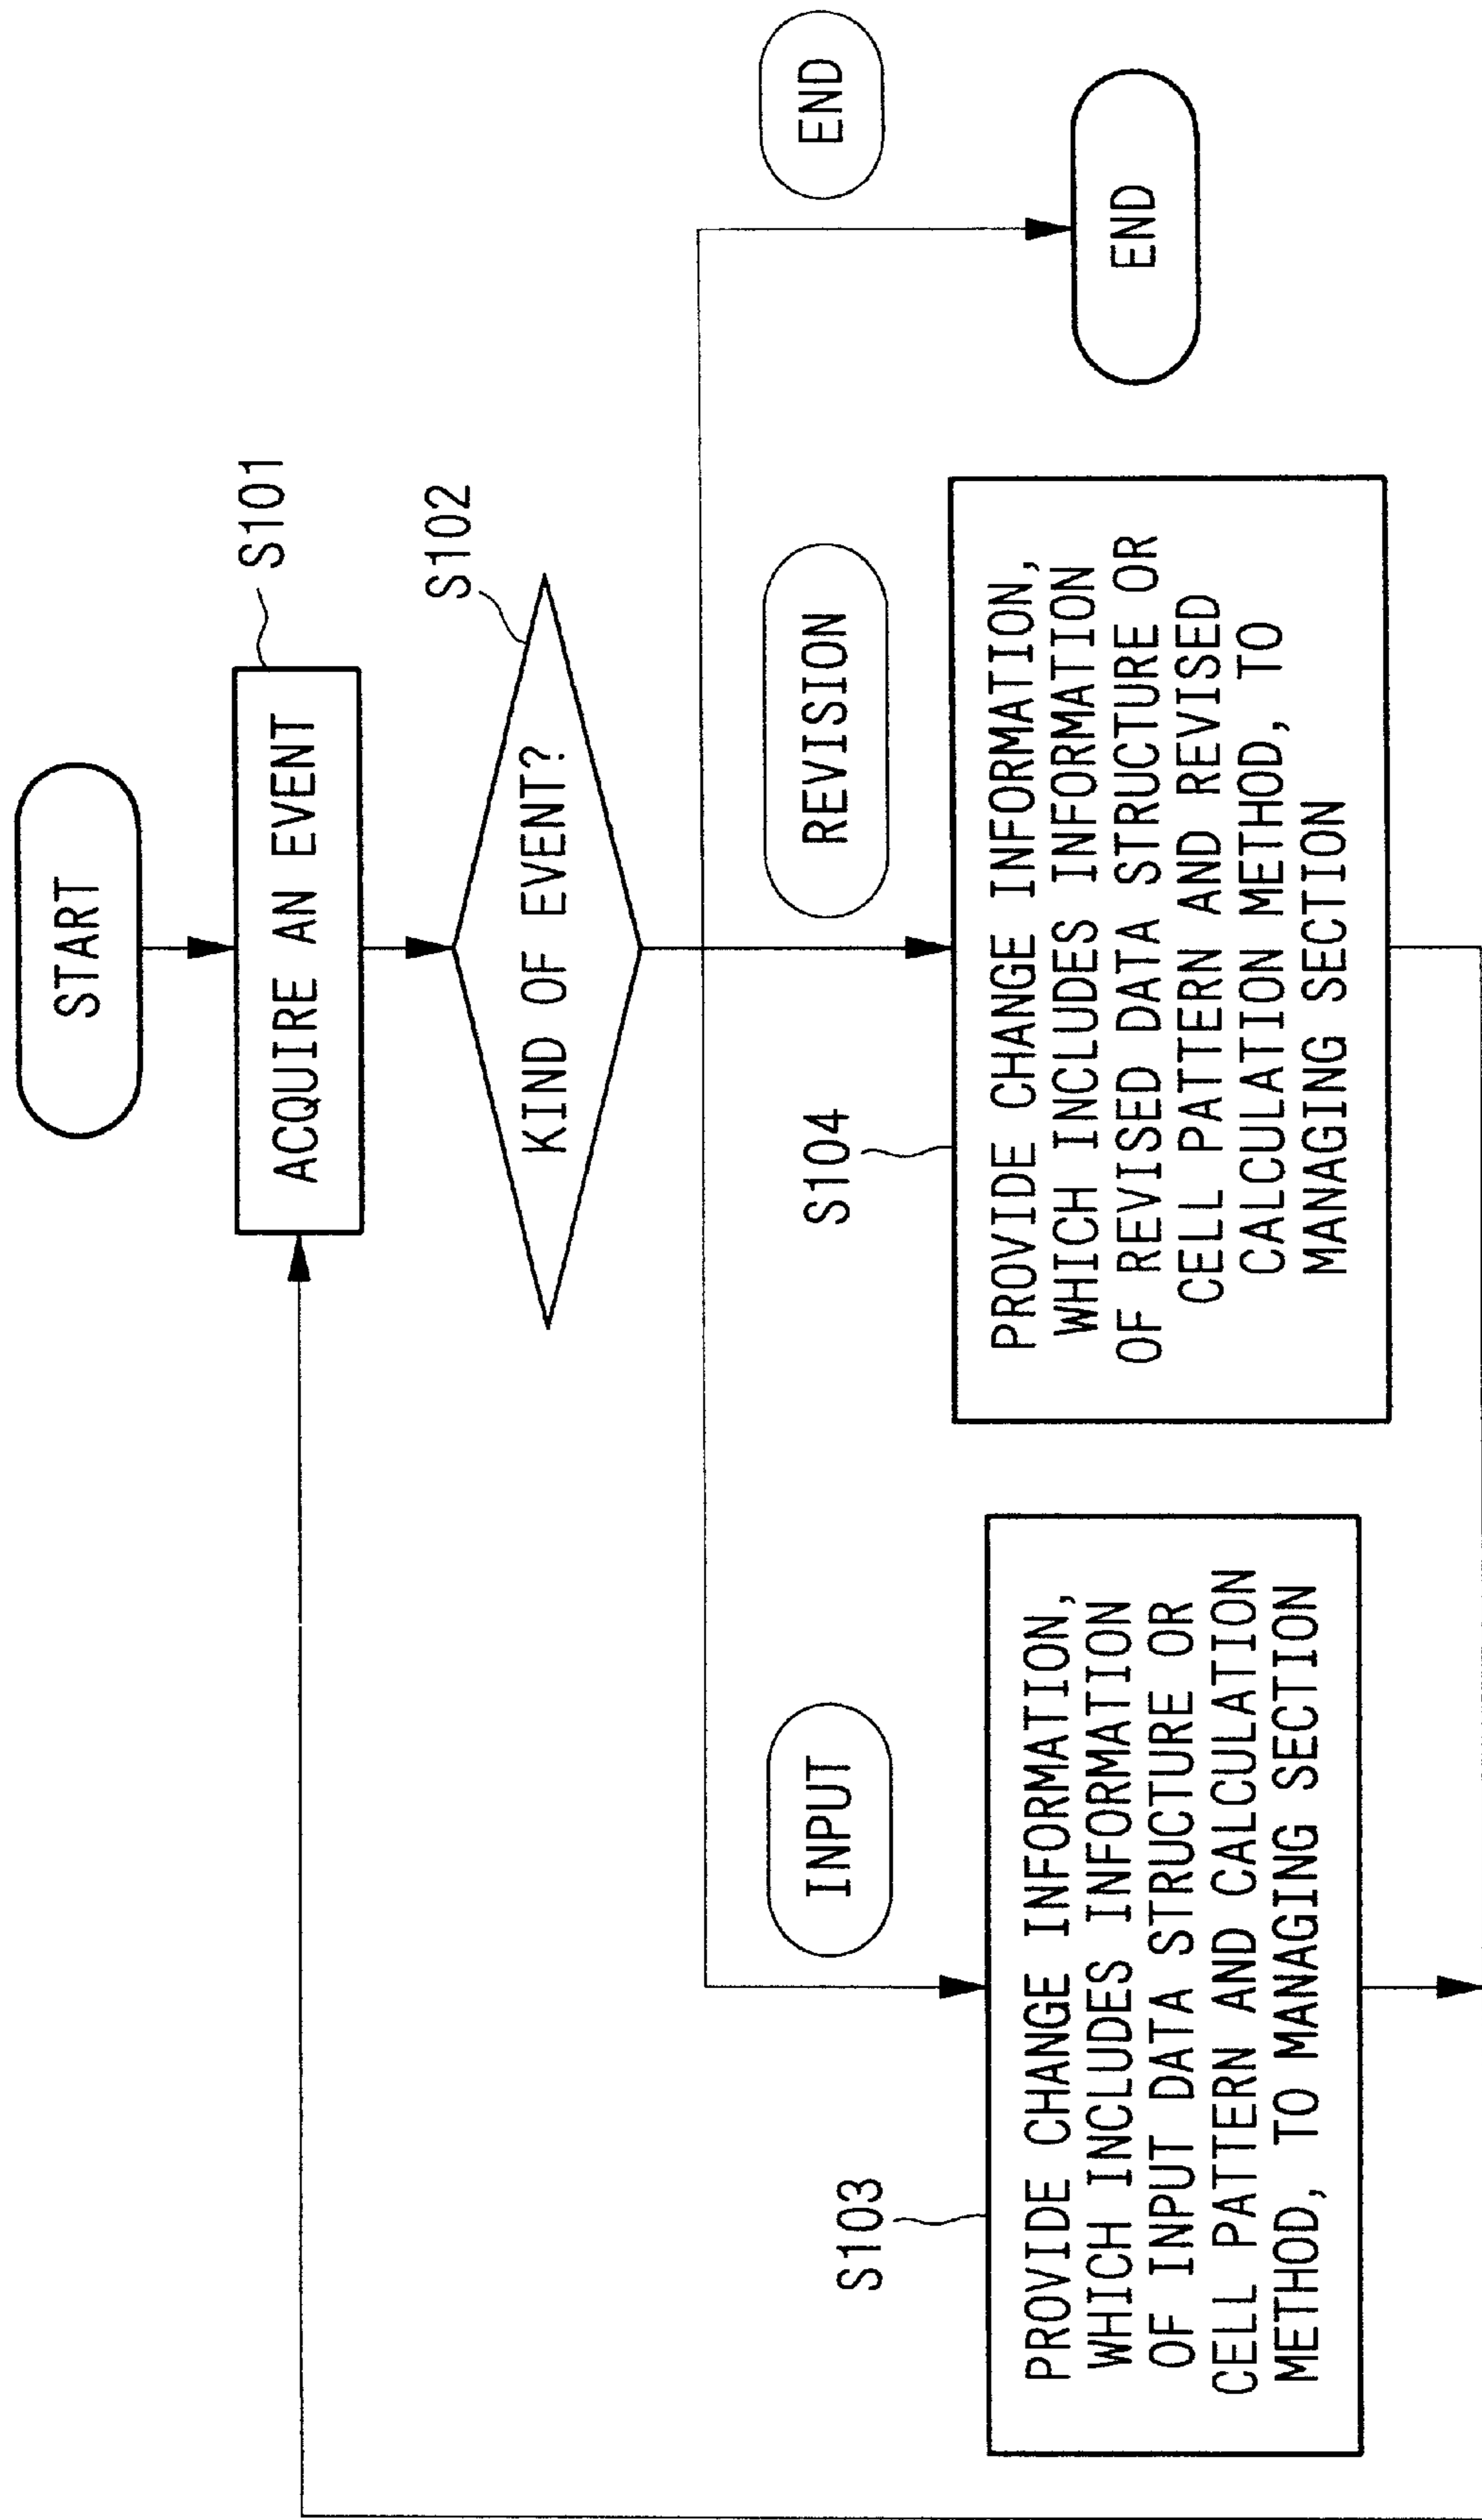 START
ACQUIRE AN EVENT
S101
KIND OF EVENT?
S102
INPUT
REVISION
END
S103
PROVIDE CHANGE INFORMATION,
WHICH INCLUDES INFORMATION
OF INPUT DATA STRUCTURE OR
CELL PATTERN AND CALCULATION
METHOD, TO MANAGING SECTION
S104
PROVIDE CHANGE INFORMATION,
WHICH INCLUDES INFORMATION
OF REVISED DATA STRUCTURE OR
CELL PATTERN AND REVISED
CALCULATION METHOD, TO
MANAGING SECTION
END